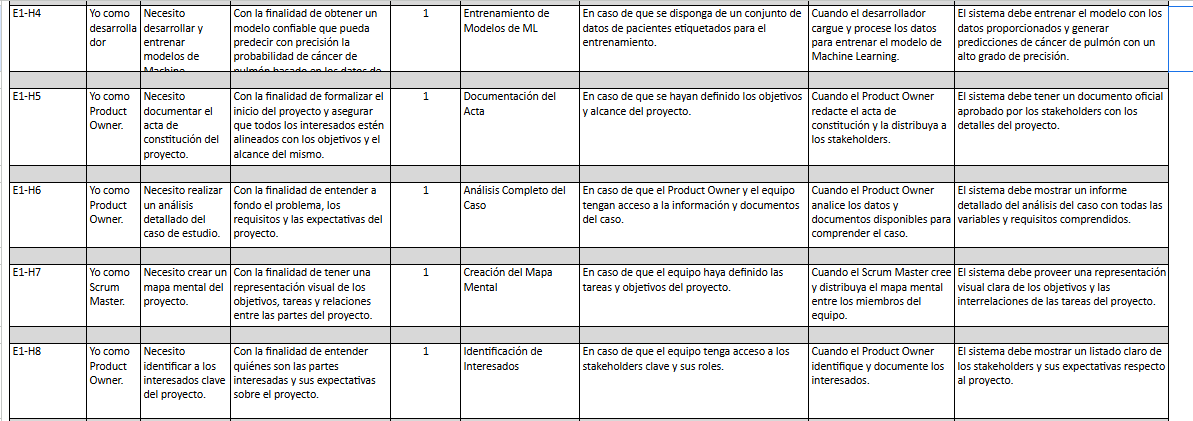 E1-H4
Yo como
desarrolla
dor
Necesito
desarrollar y
entrenar
modelos de
Machine
Con la finalidad de obtener un
modelo confiable que pueda
predecir con precisión la
probabilidad de cáncer de
pulmón basado en los datos de
1
Entrenamiento de
Modelos de ML
En caso de que se disponga de un conjunto de
datos de pacientes etiquetados para el
entrenamiento.
Cuando el desarrollador
cargue y procese los datos
para entrenar el modelo de
Machine Learning.
El sistema debe entrenar el modelo con los
datos proporcionados y generar
predicciones de cáncer de pulmón con un
alto grado de precisión.
E1-H5
Yo como
Product
Owner.
Necesito
documentar el
acta de
constitución del
proyecto.
Con la finalidad de formalizar el
inicio del proyecto y asegurar
que todos los interesados estén
alineados con los objetivos y el
alcance del mismo.
1
Documentación del
Acta
En caso de que se hayan definido los objetivos
y alcance del proyecto.
Cuando el Product Owner
redacte el acta de
constitución y la distribuya a
los stakeholders.
El sistema debe tener un documento oficial
aprobado por los stakeholders con los
detalles del proyecto.
E1-H6
Yo como
Product
Owner.
Necesito realizar
un análisis
detallado del
caso de estudio.
Con la finalidad de entender a
fondo el problema, los
requisitos y las expectativas del
proyecto.
1
Análisis Completo del
Caso
En caso de que el Product Owner y el equipo
tengan acceso a la información y documentos
del caso.
Cuando el Product Owner
analice los datos y
documentos disponibles para
comprender el caso.
El sistema debe mostrar un informe
detallado del análisis del caso con todas las
variables y requisitos comprendidos.
E1-H7
Yo como
Scrum
Master.
Necesito crear un
mapa mental del
proyecto.
Con la finalidad de tener una
representación visual de los
objetivos, tareas y relaciones
entre las partes del proyecto.
1
Creación del Mapa
Mental
En caso de que el equipo haya definido las
tareas y objetivos del proyecto.
Cuando el Scrum Master cree
y distribuya el mapa mental
entre los miembros del
equipo.
El sistema debe proveer una representación
visual clara de los objetivos y las
interrelaciones de las tareas del proyecto.
E1-H8
Yo como
Product
Owner.
Necesito
identificar a los
interesados clave
del proyecto.
Con la finalidad de entender
quiénes son las partes
interesadas y sus expectativas
sobre el proyecto.
1
Identificación de
Interesados
En caso de que el equipo tenga acceso a los
stakeholders clave y sus roles.
Cuando el Product Owner
identifique y documente los
interesados.
El sistema debe mostrar un listado claro de
los stakeholders y sus expectativas respecto
al proyecto.